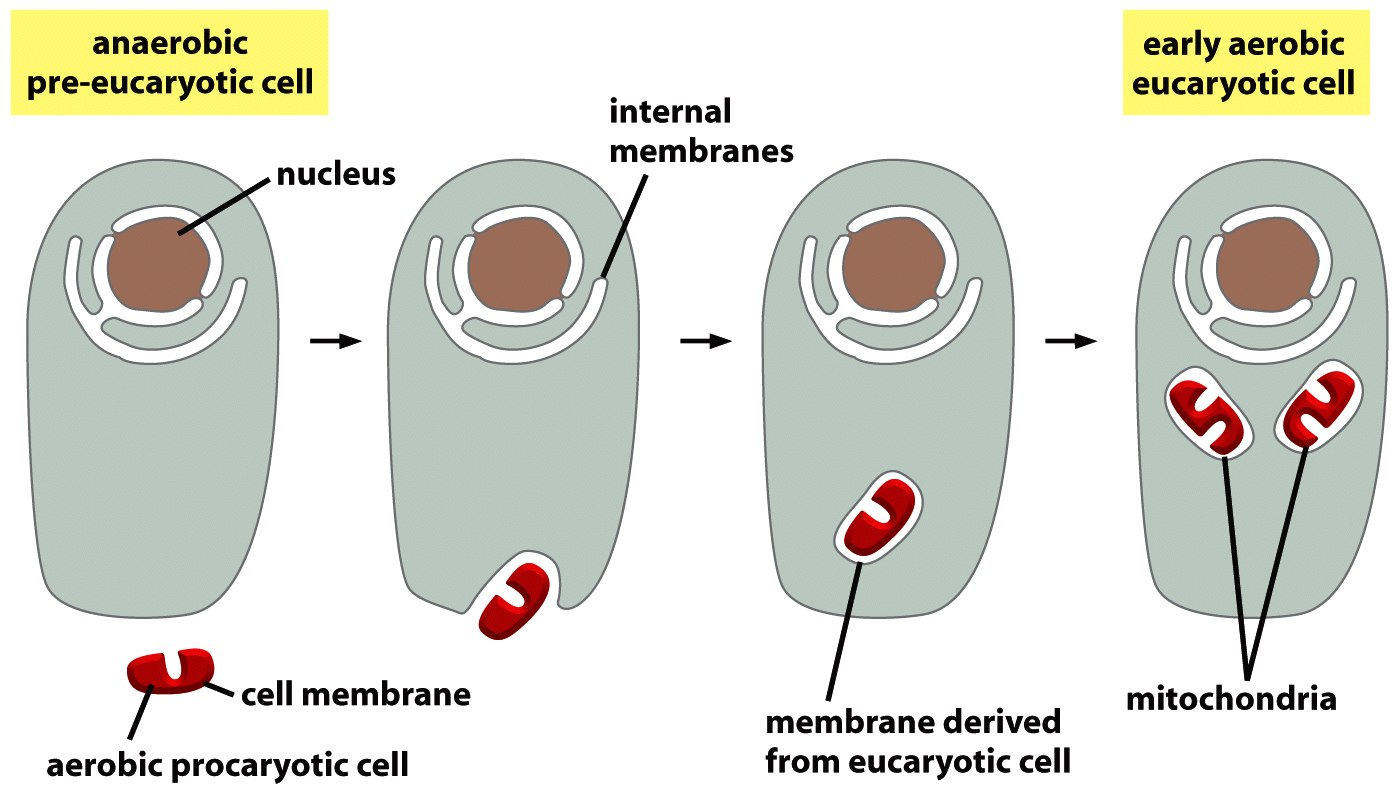 anaerobic
pre-eucaryotic cell
early aerobic
eucaryotic cell
internal
membranes
nucleus
cell membrane
aerobic procaryotic cell
membrane derived
from eucaryotic cell
mitochondria